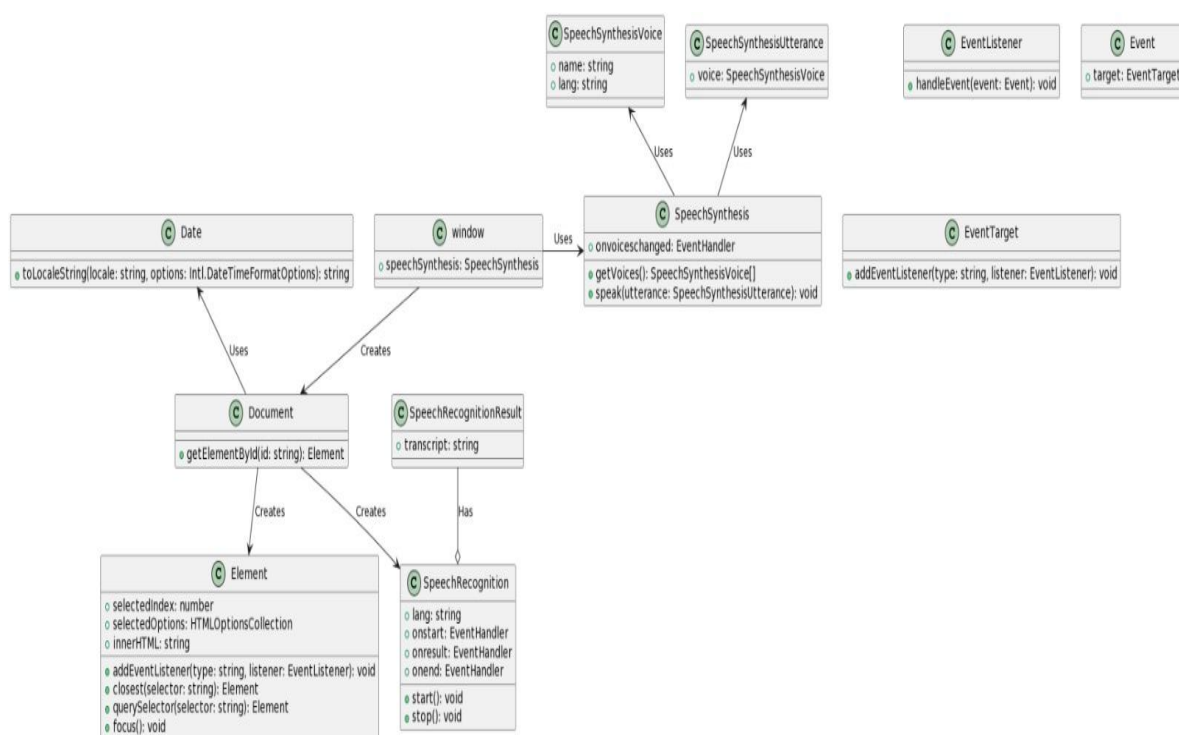 C SpeechSynthesisVoice
name: string
lang: string
C SpeechSynthesisUtterance
voice: SpeechSynthesisVoice
C EventListener
handleEvent(event: Event): void
C Event
target: EventTarget
Uses
Uses
C Date
toLocaleString(locale: string, options: Intl.DateTimeFormatOptions): string
C window
speechSynthesis: SpeechSynthesis
Uses
C SpeechSynthesis
onvoiceschanged: EventHandler
getVoices(): SpeechSynthesisVoice[]
speak(utterance: SpeechSynthesisUtterance): void
C EventTarget
addEventListener(type: string, listener: EventListener): void
Uses
Creates
C Document
getElementById(id: string): Element
C SpeechRecognitionResult
transcript: string
Creates
Creates
Has
C Element
selectedIndex: number
selectedOptions: HTMLOptionsCollection
innerHTML: string
addEventListener(type: string, listener: EventListener): void
closest(selector: string): Element
querySelector(selector: string): Element
focus(): void
C SpeechRecognition
lang: string
onstart: EventHandler
onresult: EventHandler
onend: EventHandler
start(): void
stop(): void